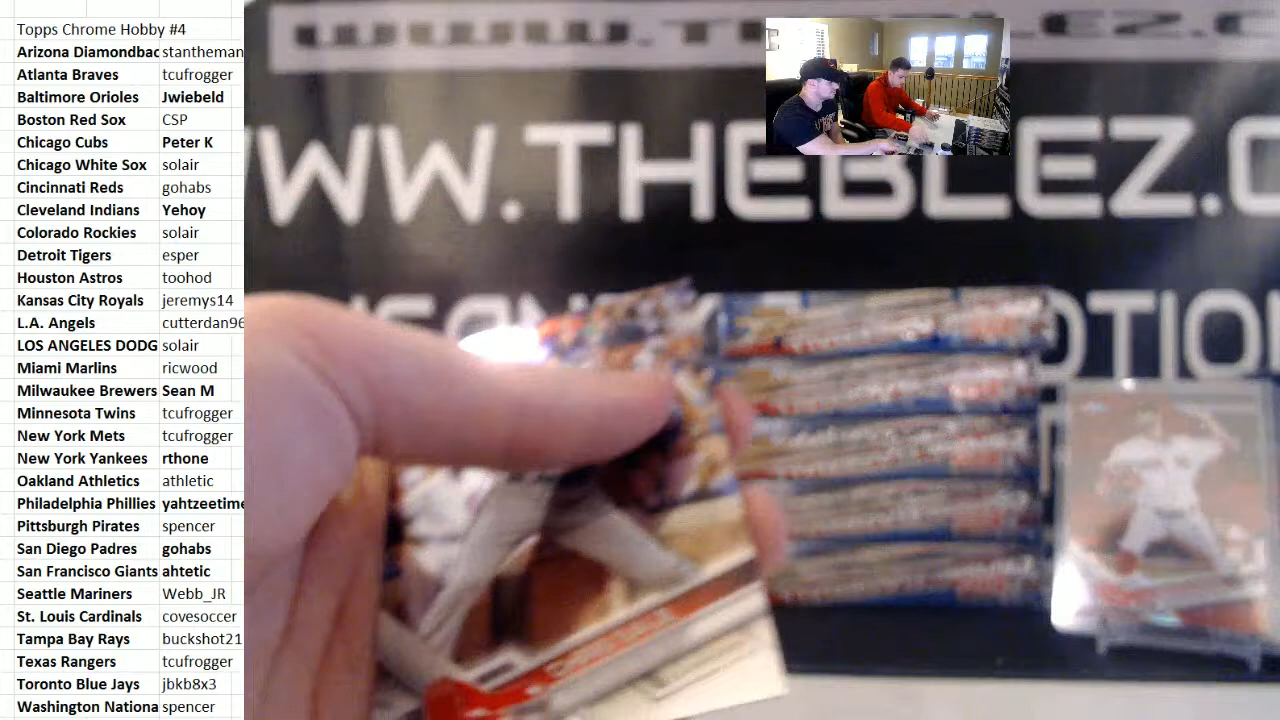 Topps Chrome Hobby #4
Arizona Diamondbac stantheman
Atlanta Braves tcufrogger
Baltimore Orioles Jwiebeld
Boston Red Sox CSP
Chicago Cubs Peter K
Chicago White Sox solair
Cincinnati Reds gohabs
Cleveland Indians Yehoy
Colorado Rockies solair
Detroit Tigers esper
Houston Astros toohod
Kansas City Royals jeremys14
L.A. Angels cutterdan96
LOS ANGELES DODG solair
Miami Marlins ricwood
Milwaukee Brewers Sean M
Minnesota Twins tcufrogger
New York Mets tcufrogger
New York Yankees rthone
Oakland Athletics athletic
Philadelphia Phillies yahtzeetime
Pittsburgh Pirates spencer
San Diego Padres gohabs
San Francisco Giants ahtetic
Seattle Mariners Webb_JR
St. Louis Cardinals covesoccer
Tampa Bay Rays buckshot21
Texas Rangers tcufrogger
Toronto Blue Jays jbkb8x3
Washington Nationa spencer
WWW.THEBLEZ.C